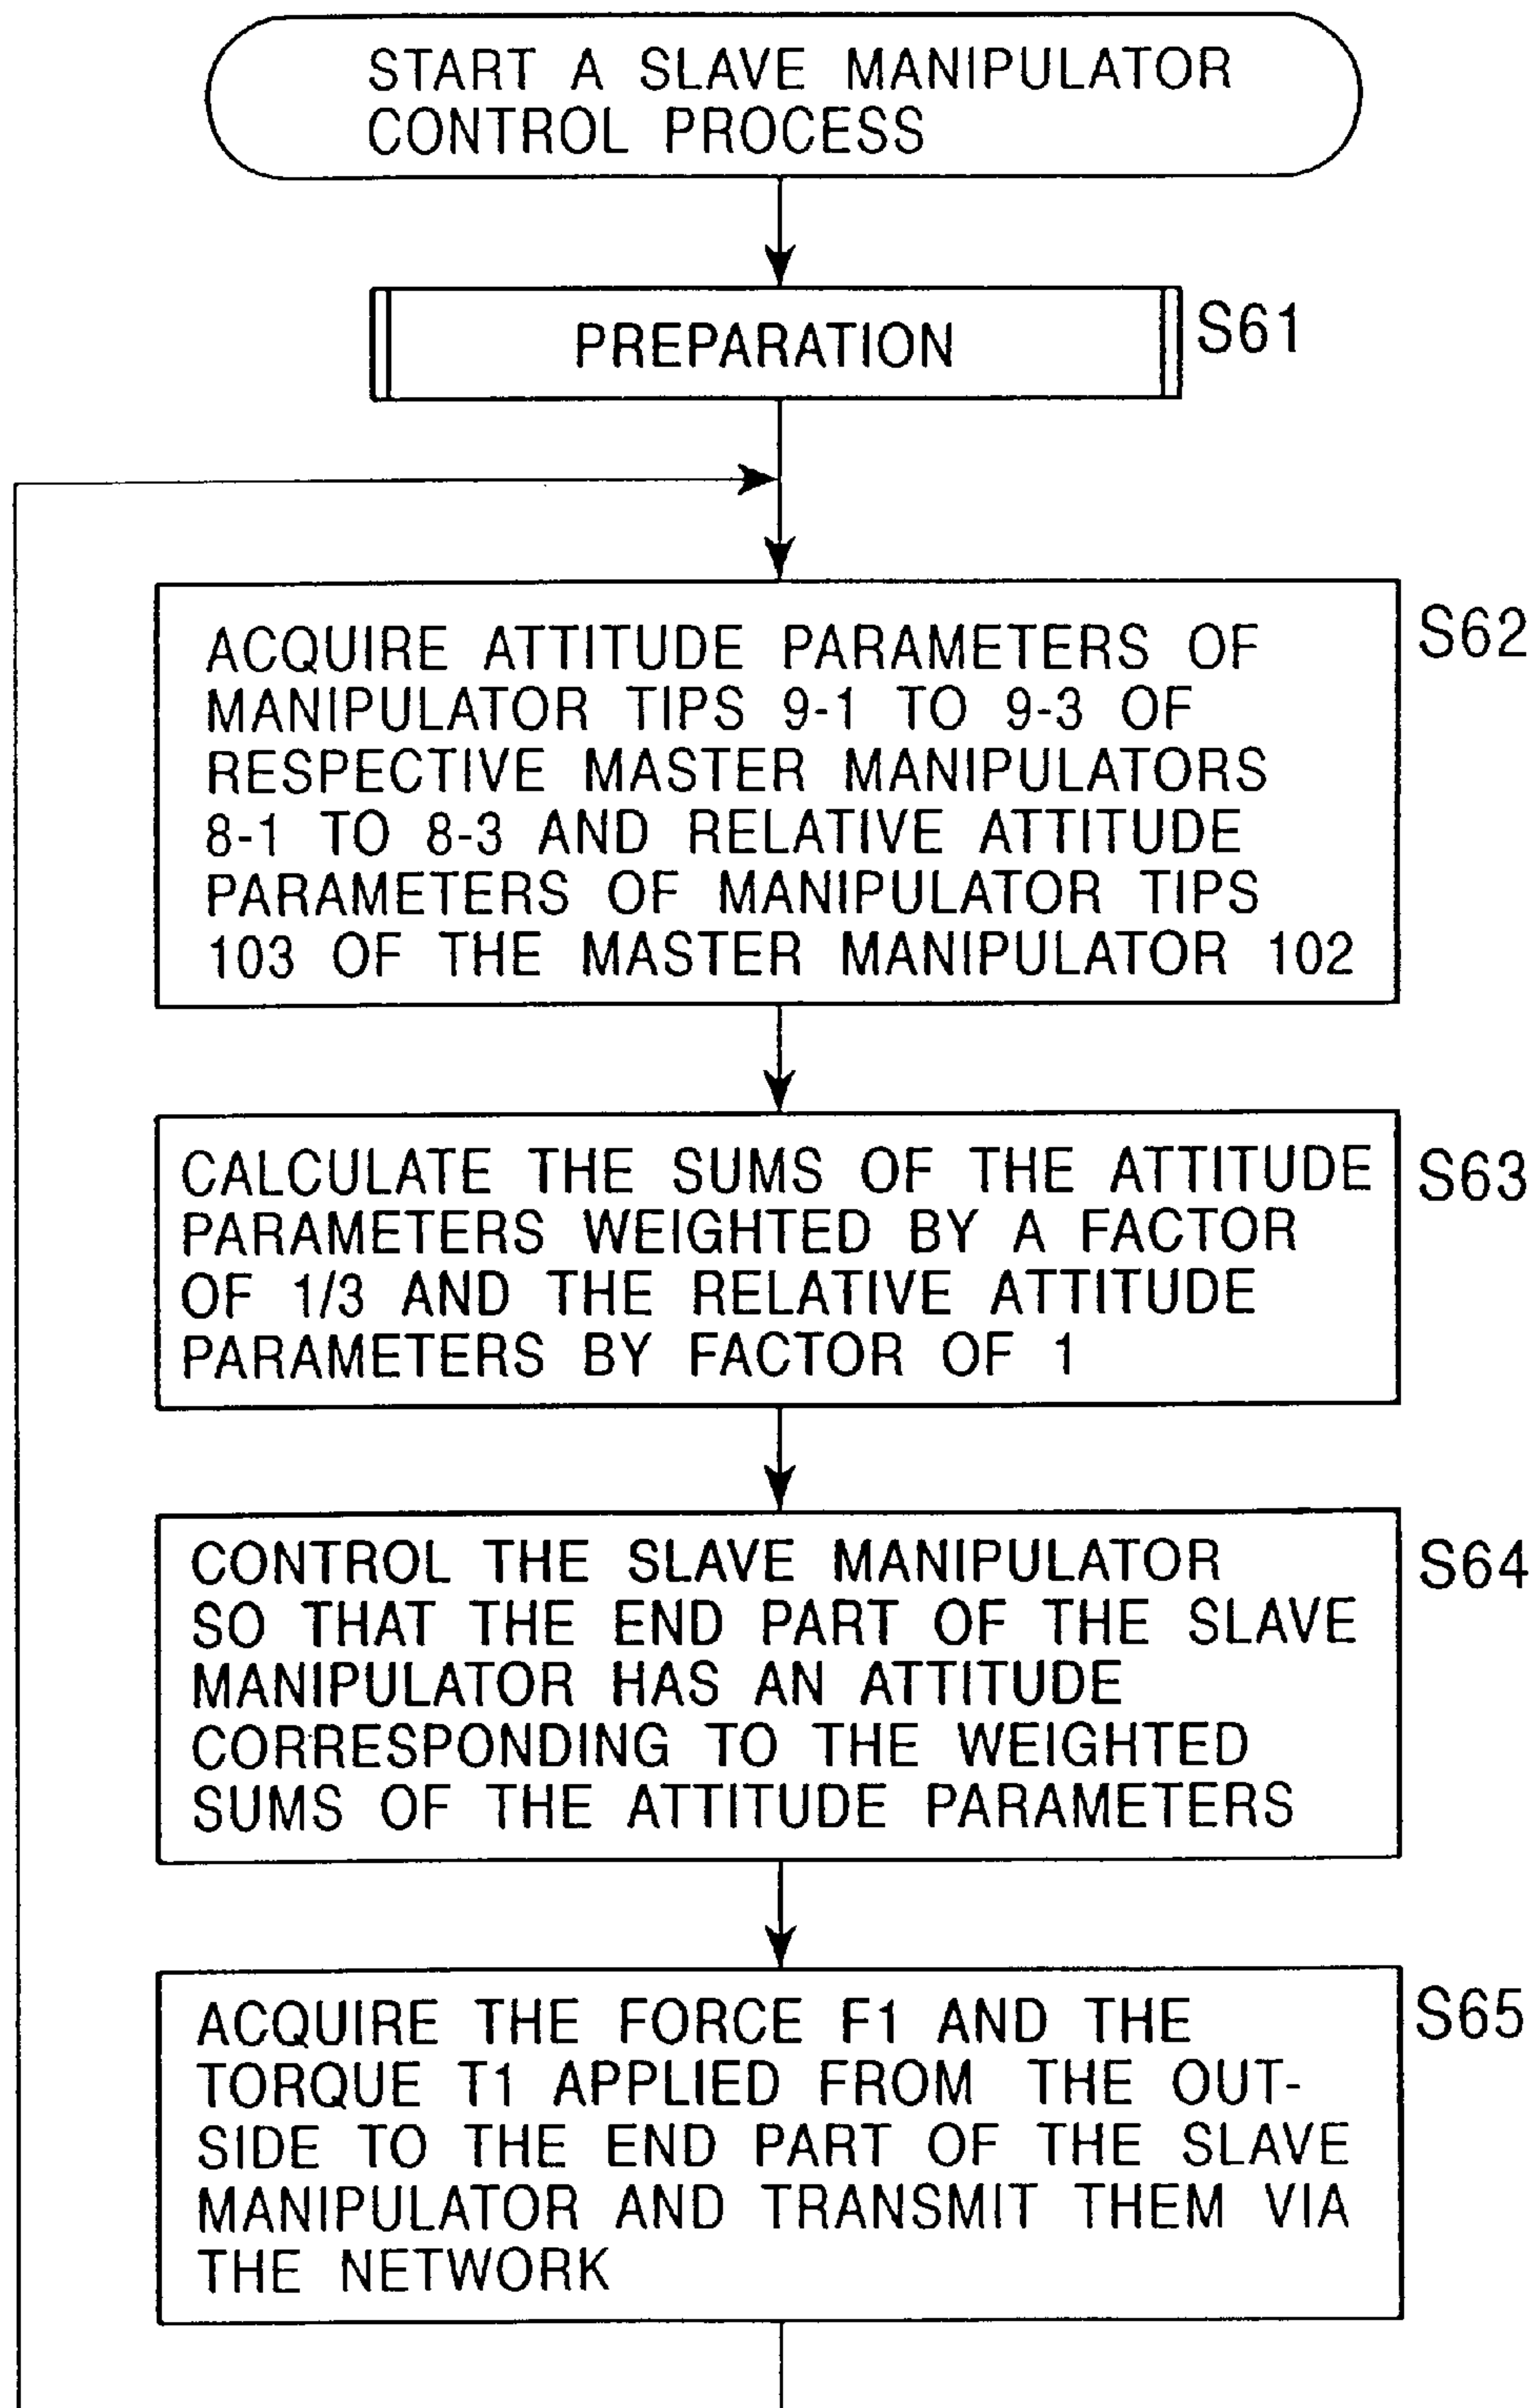 START A SLAVE MANIPULATOR
CONTROL PROCESS
PREPARATION
S61
S62
ACQUIRE ATTITUDE PARAMETERS OF
MANIPULATOR TIPS 9-1 TO 9-3 OF
RESPECTIVE MASTER MANIPULATORS
8-1 TO 8-3 AND RELATIVE ATTITUDE
PARAMETERS OF MANIPULATOR TIPS
103 OF THE MASTER MANIPULATOR 102
S63
CALCULATE THE SUMS OF THE ATTITUDE
PARAMETERS WEIGHTED BY A FACTOR
OF 1/3 AND THE RELATIVE ATTITUDE
PARAMETERS BY FACTOR OF 1
S64
CONTROL THE SLAVE MANIPULATOR
SO THAT THE END PART OF THE SLAVE
MANIPULATOR HAS AN ATTITUDE
CORRESPONDING TO THE WEIGHTED
SUMS OF THE ATTITUDE PARAMETERS
S65
ACQUIRE THE FORCE F1 AND THE
TORQUE T1 APPLIED FROM THE OUT-
SIDE TO THE END PART OF THE SLAVE
MANIPULATOR AND TRANSMIT THEM VIA
THE NETWORK